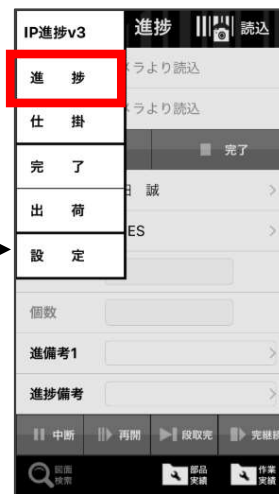 IP進捗v3
進捗
読込
進　捗
メラより読込
仕　掛
メラより読込
完　了
完了
出　荷
田 誠
設　定
ES
個数
進備考1
進捗備考
中断
再開
段取完
完継続
図面
検索
部品
実績
作業
実績